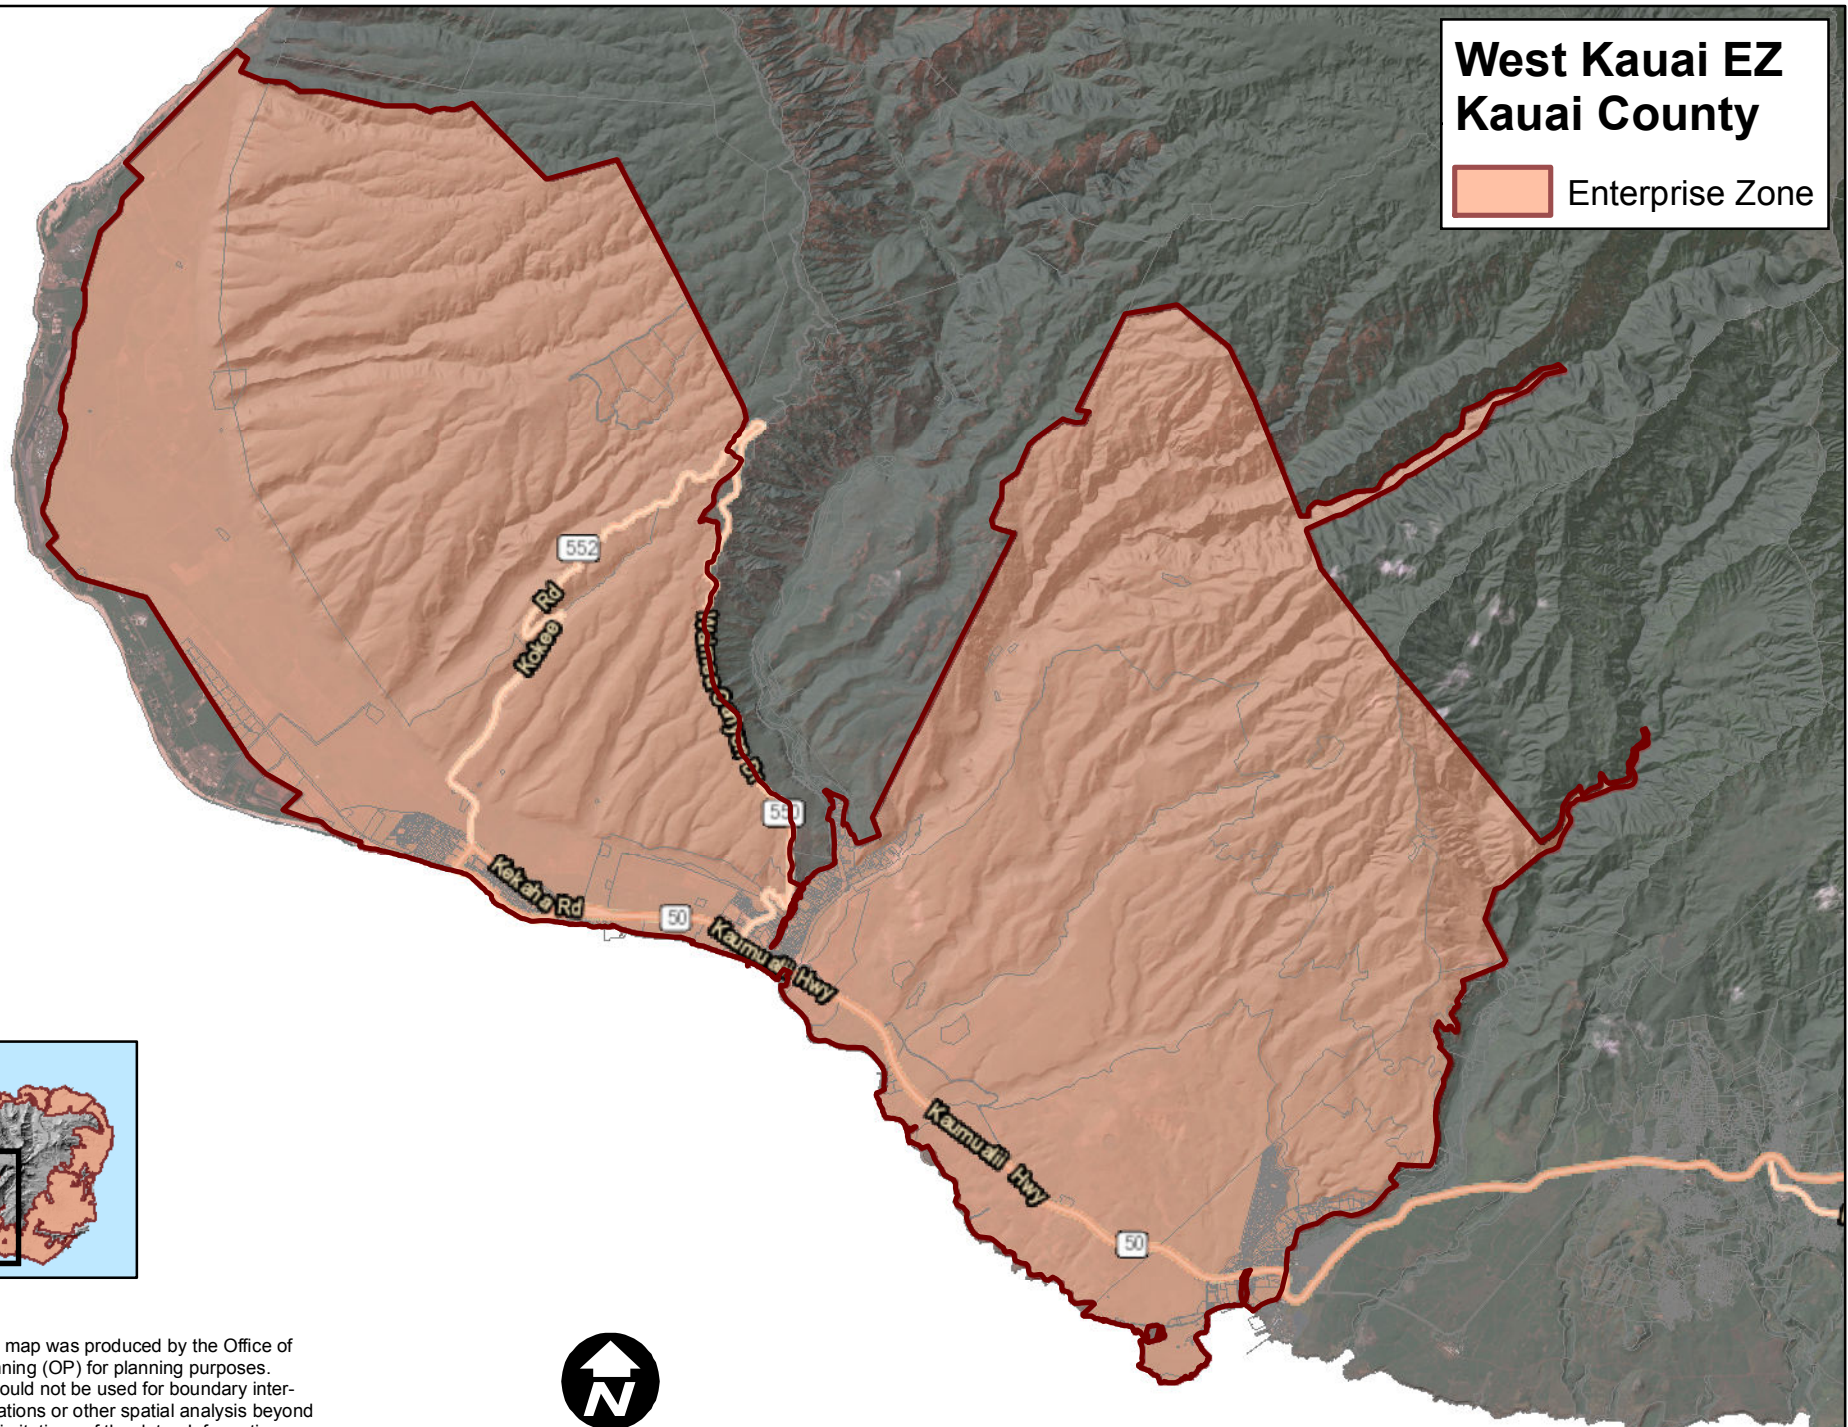 West Kauai EZ
Kauai County
Enterprise Zone
552
Kokee Rd
550
Kekaha Rd
50
Kaumualii Hwy
Kaumualii Hwy
50
map was produced by the Office of
ning (OP) for planning purposes.
ould not be used for boundary inter-
ations or other spatial analysis beyond
N